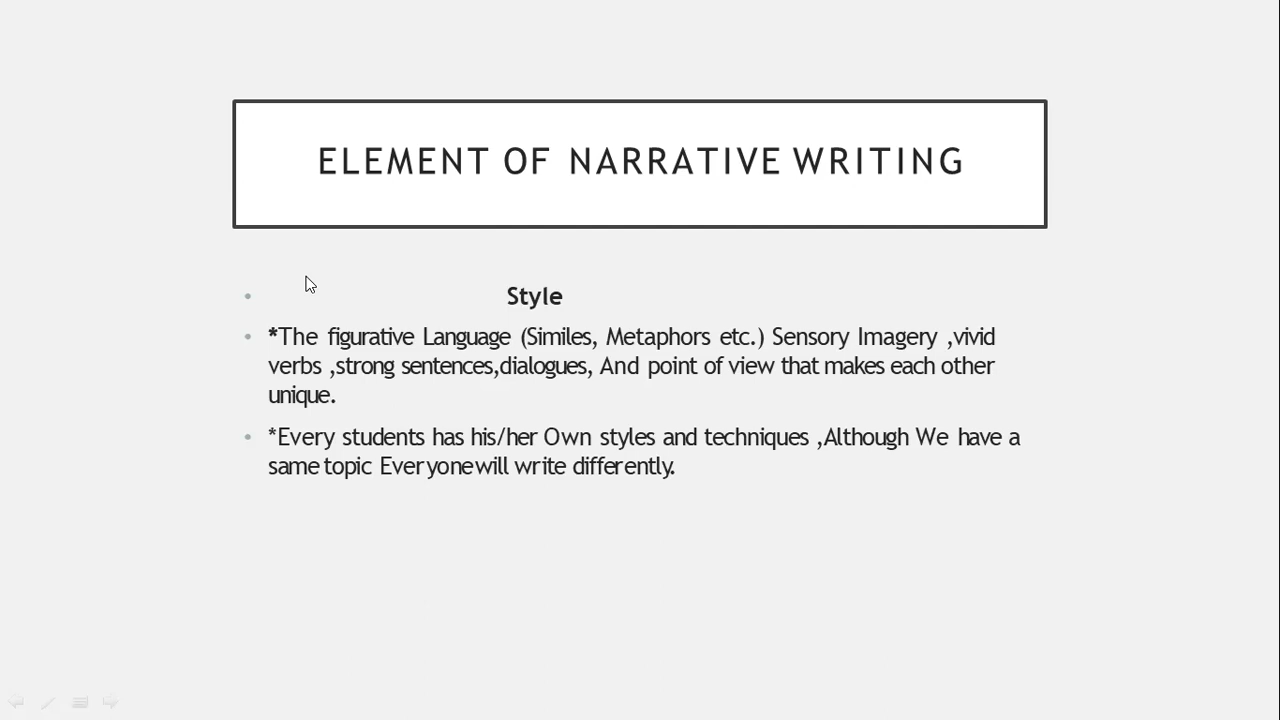 ELEMENT OF NARRATIVE WRITING
• Style
• *The figurative Language (Similes, Metaphors etc.) Sensory Imagery ,vivid
verbs ,strong sentences,dialogues, And point of view that makes each other
unique.
• *Every students has his/her Own styles and techniques ,Although We have a
same topic Everyonewill write differently.